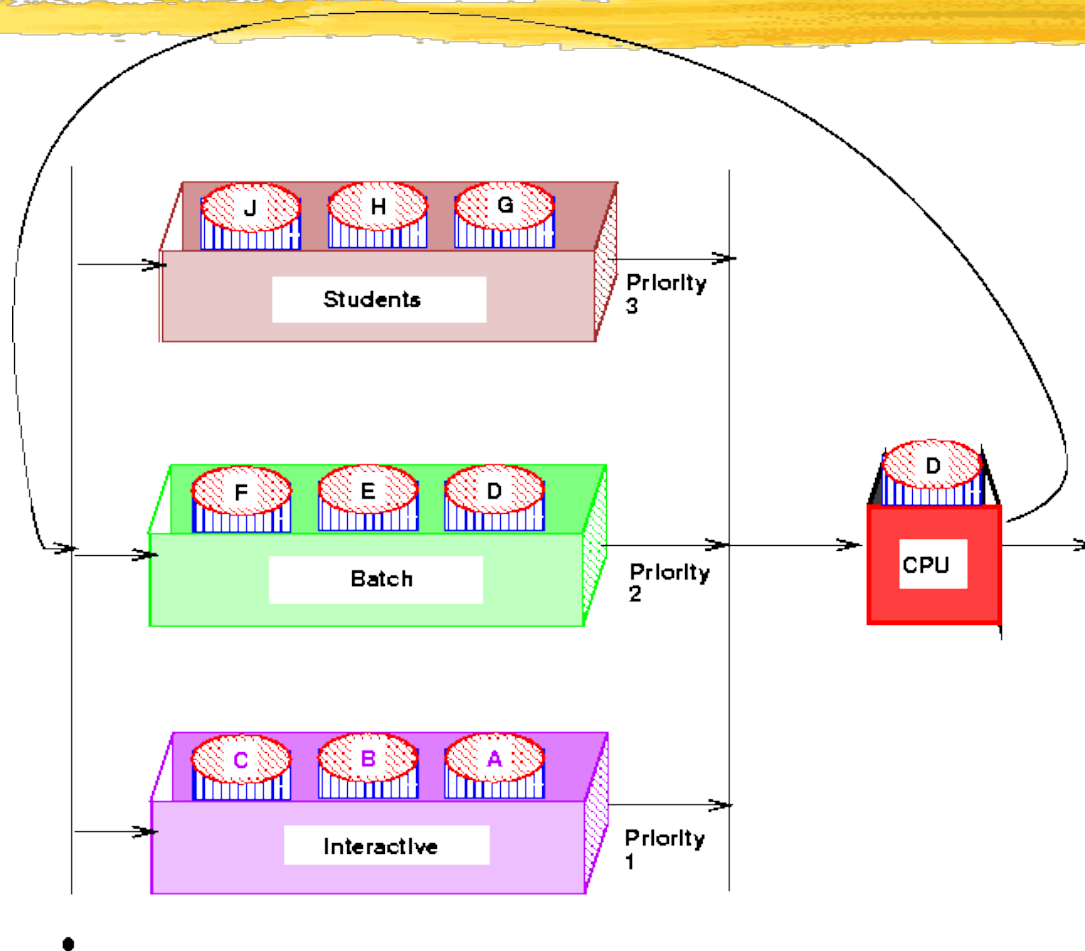 J H G
Students
Priority
3
F E D
Batch
Priority
2
D
CPU
C B A
Interactive
Priority
1